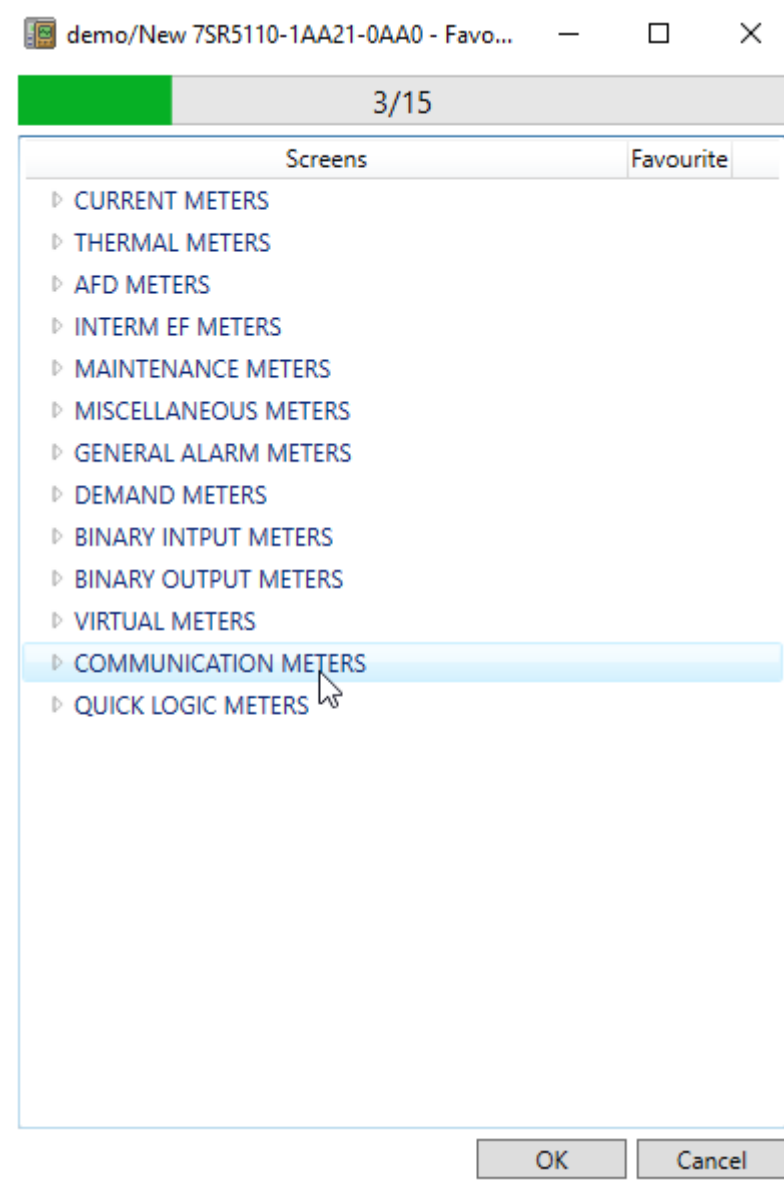 demo/New 7SR5110-1AA21-0AA0 - Favo...
3/15
Screens Favourite
CURRENT METERS
THERMAL METERS
AFD METERS
INTERM EF METERS
MAINTENANCE METERS
MISCELLANEOUS METERS
GENERAL ALARM METERS
DEMAND METERS
BINARY INTPUT METERS
BINARY OUTPUT METERS
VIRTUAL METERS
COMMUNICATION METERS
QUICK LOGIC METERS
OK Cancel